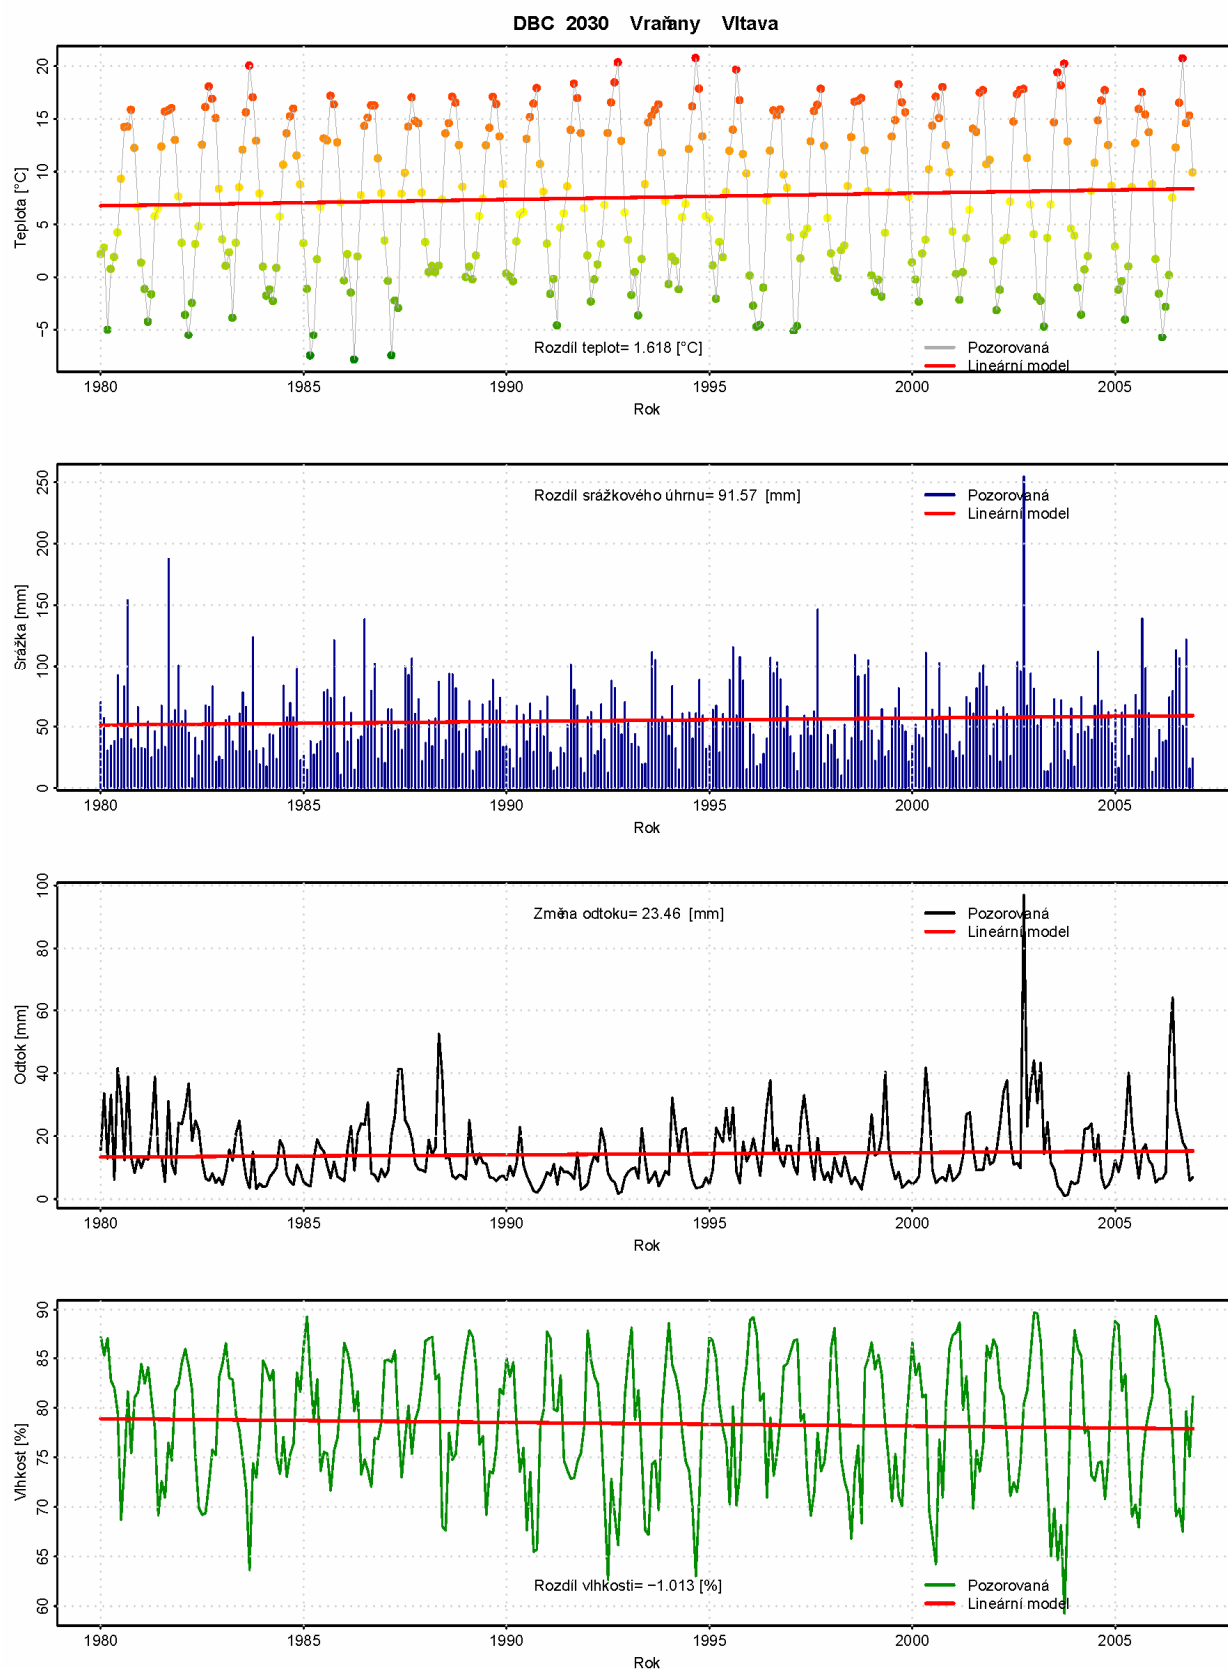 DBC 2030 Vraňany Vltava
20
15
10
5
0
−5
Teplota [°C]
Rozdíl teplot= 1.618 [°C]
Pozorovaná
Lineární model
1980 1985 1990 1995 2000 2005
Rok
250
200
150
100
50
0
Srážka [mm]
Rozdíl srážkového úhrnu= 91.57 [mm]
Pozorovaná
Lineární model
1980 1985 1990 1995 2000 2005
Rok
100
80
60
40
20
0
Odtok [mm]
Změna odtoku= 23.46 [mm]
Pozorovaná
Lineární model
1980 1985 1990 1995 2000 2005
Rok
90
85
80
75
70
65
60
Vlhkost [%]
Rozdíl vlhkosti= −1.013 [%]
Pozorovaná
Lineární model
1980 1985 1990 1995 2000 2005
Rok